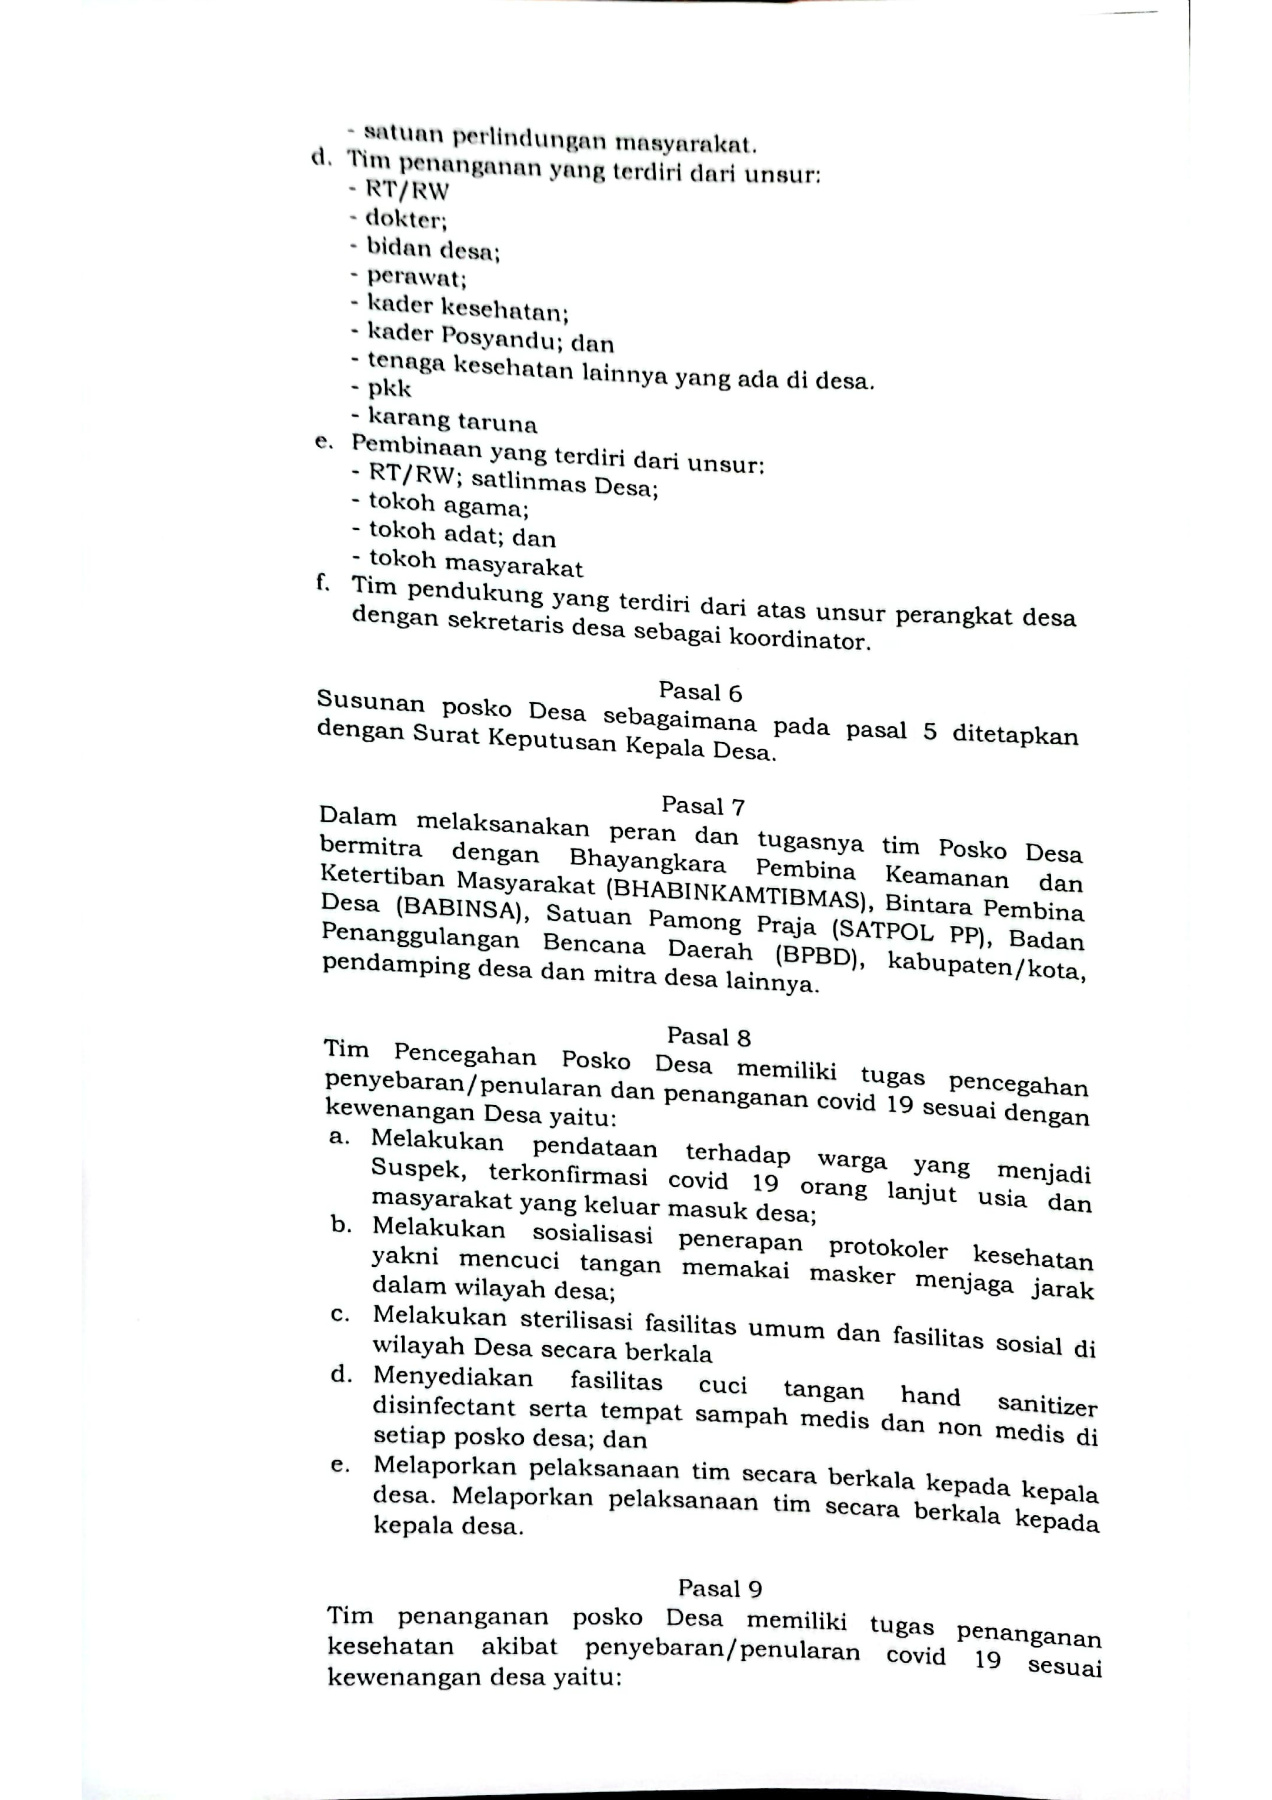 - satuan perlindungan masyarakat.
d. Tim penanganan yang terdiri dari unsur:
- RT/RW
- dokter;
- bidan desa;
- perawat;
- kader kesehatan;
- kader Posyandu; dan
- tenaga kesehatan lainnya yang ada di desa.
- pkk
- karang taruna
e. Pembinaan yang terdiri dari unsur:
- RT/RW; satlinmas Desa;
- tokoh agama;
- tokoh adat; dan
- tokoh masyarakat
f. Tim pendukung yang terdiri dari atas unsur perangkat desa
dengan sekretaris desa sebagai koordinator.
Pasal 6
Susunan posko Desa sebagaimana pada pasal 5 ditetapkan
dengan Surat Keputusan Kepala Desa.
Pasal 7
Dalam melaksanakan peran dan tugasnya tim Posko Desa
bermitra dengan Bhayangkara Pembina Keamanan dan
Ketertiban Masyarakat (BHABINKAMTIBMAS), Bintara Pembina
Desa (BABINSA), Satuan Pamong Praja (SATPOL PP), Badan
Penanggulangan Bencana Daerah (BPBD), kabupaten/kota,
pendamping desa dan mitra desa lainnya.
Pasal 8
Tim Pencegahan Posko Desa memiliki tugas pencegahan
penyebaran/penularan dan penanganan covid 19 sesuai dengan
kewenangan Desa yaitu:
a. Melakukan pendataan terhadap warga yang menjadi
Suspek, terkonfirmasi covid 19 orang lanjut usia dan
masyarakat yang keluar masuk desa;
b. Melakukan sosialisasi penerapan protokoler kesehatan
yakni mencuci tangan memakai masker menjaga jarak
dalam wilayah desa;
c. Melakukan sterilisasi fasilitas umum dan fasilitas sosial di
wilayah Desa secara berkala
d. Menyediakan fasilitas cuci tangan hand sanitizer
disinfectant serta tempat sampah medis dan non medis di
setiap posko desa; dan
e. Melaporkan pelaksanaan tim secara berkala kepada kepala
desa. Melaporkan pelaksanaan tim secara berkala kepada
kepala desa.
Pasal 9
Tim penanganan posko Desa memiliki tugas penanganan
kesehatan akibat penyebaran/penularan covid 19 sesuai
kewenangan desa yaitu: